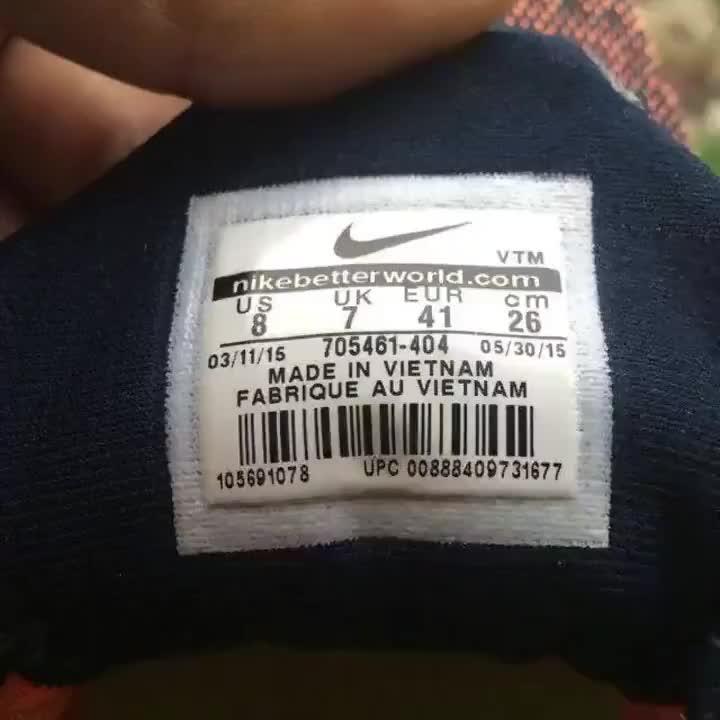 VTM
nikebetterworld.com
US UK EUR cm
8 7 41 26
03/11/15 705461-404 05/30/15
MADE IN VIETNAM
FABRIQUE AU VIETNAM
105691078 UPC 00888409731677